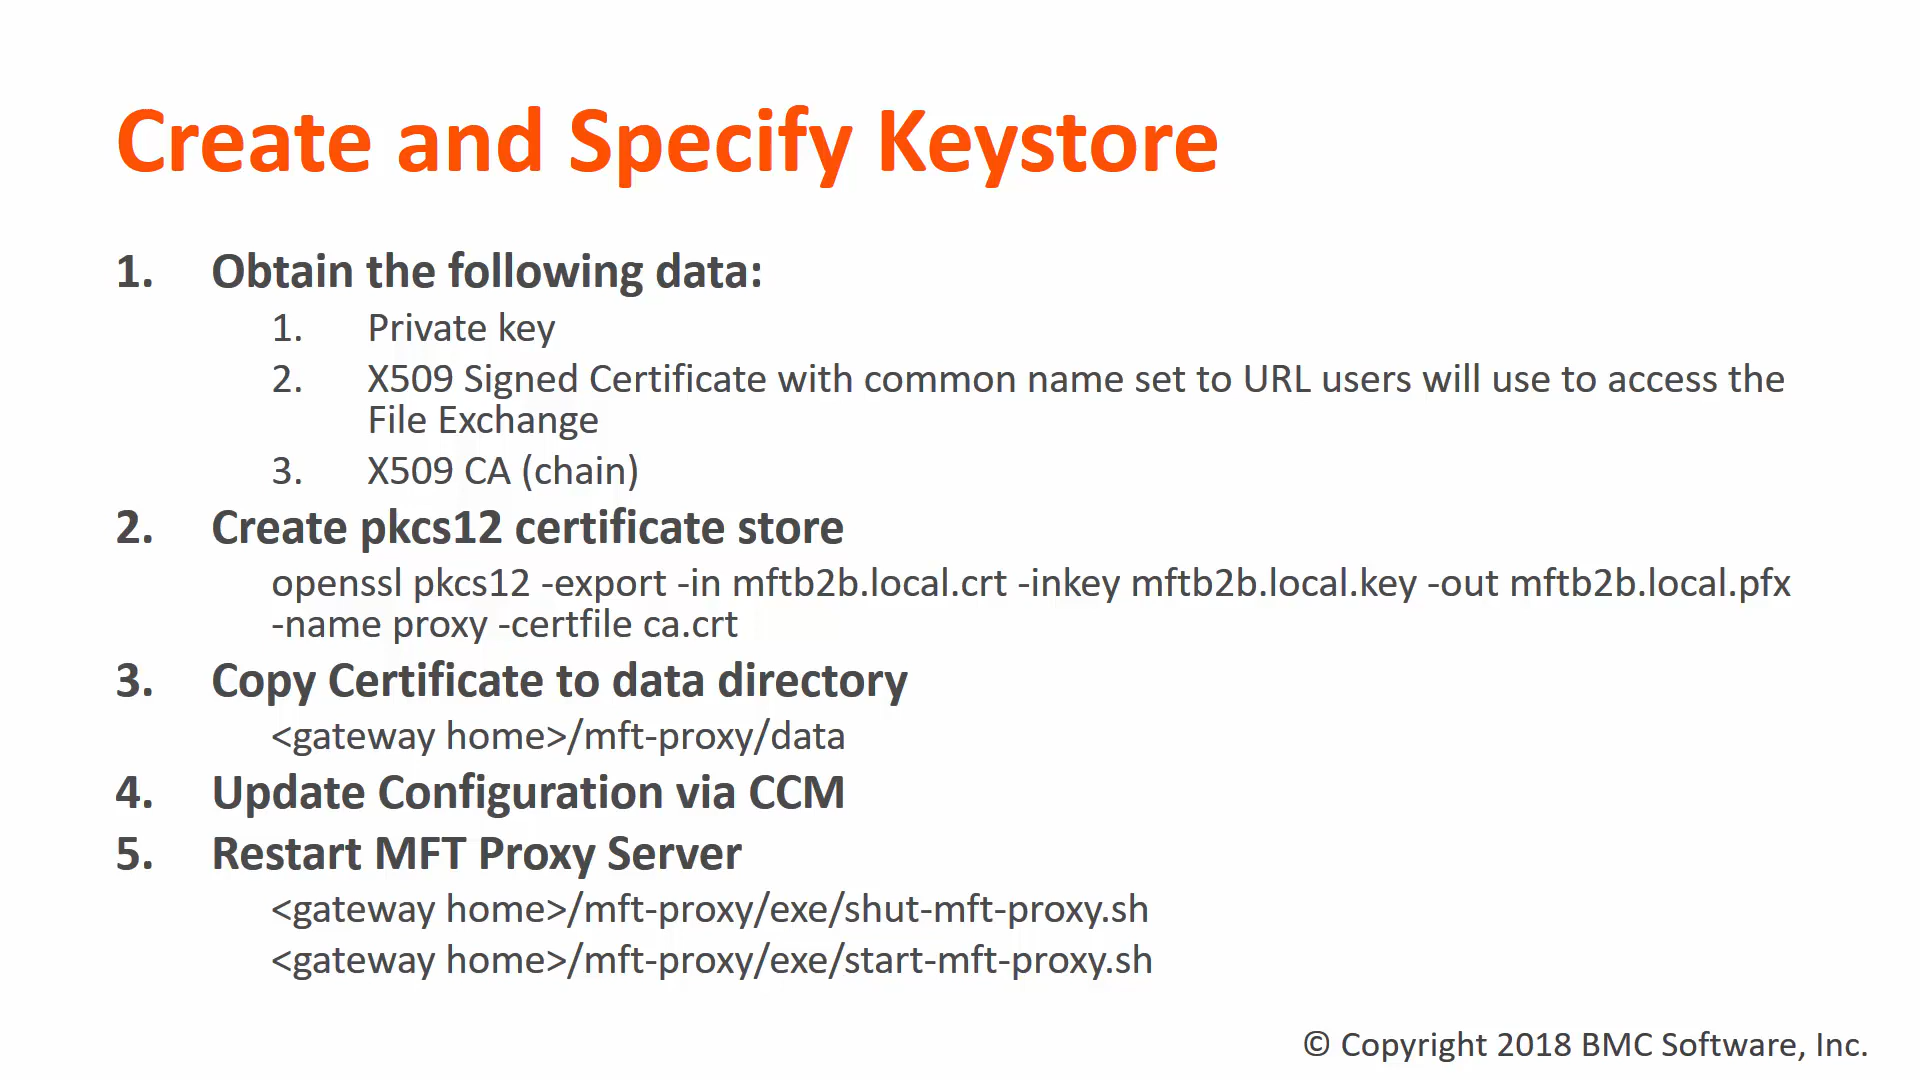 Create and Specify Keystore
1. Obtain the following data:
1. Private key
2. X509 Signed Certificate with common name set to URL users will use to access the
File Exchange
3. X509 CA (chain)
2. Create pkcs12 certificate store
openssl pkcs12 -export -in mftb2b.local.crt -inkey mftb2b.local.key -out mftb2b.local.pfx
-name proxy -certfile ca.crt
3. Copy Certificate to data directory
<gateway home>/mft-proxy/data
4. Update Configuration via CCM
5. Restart MFT Proxy Server
<gateway home>/mft-proxy/exe/shut-mft-proxy.sh
<gateway home>/mft-proxy/exe/start-mft-proxy.sh
© Copyright 2018 BMC Software, Inc.